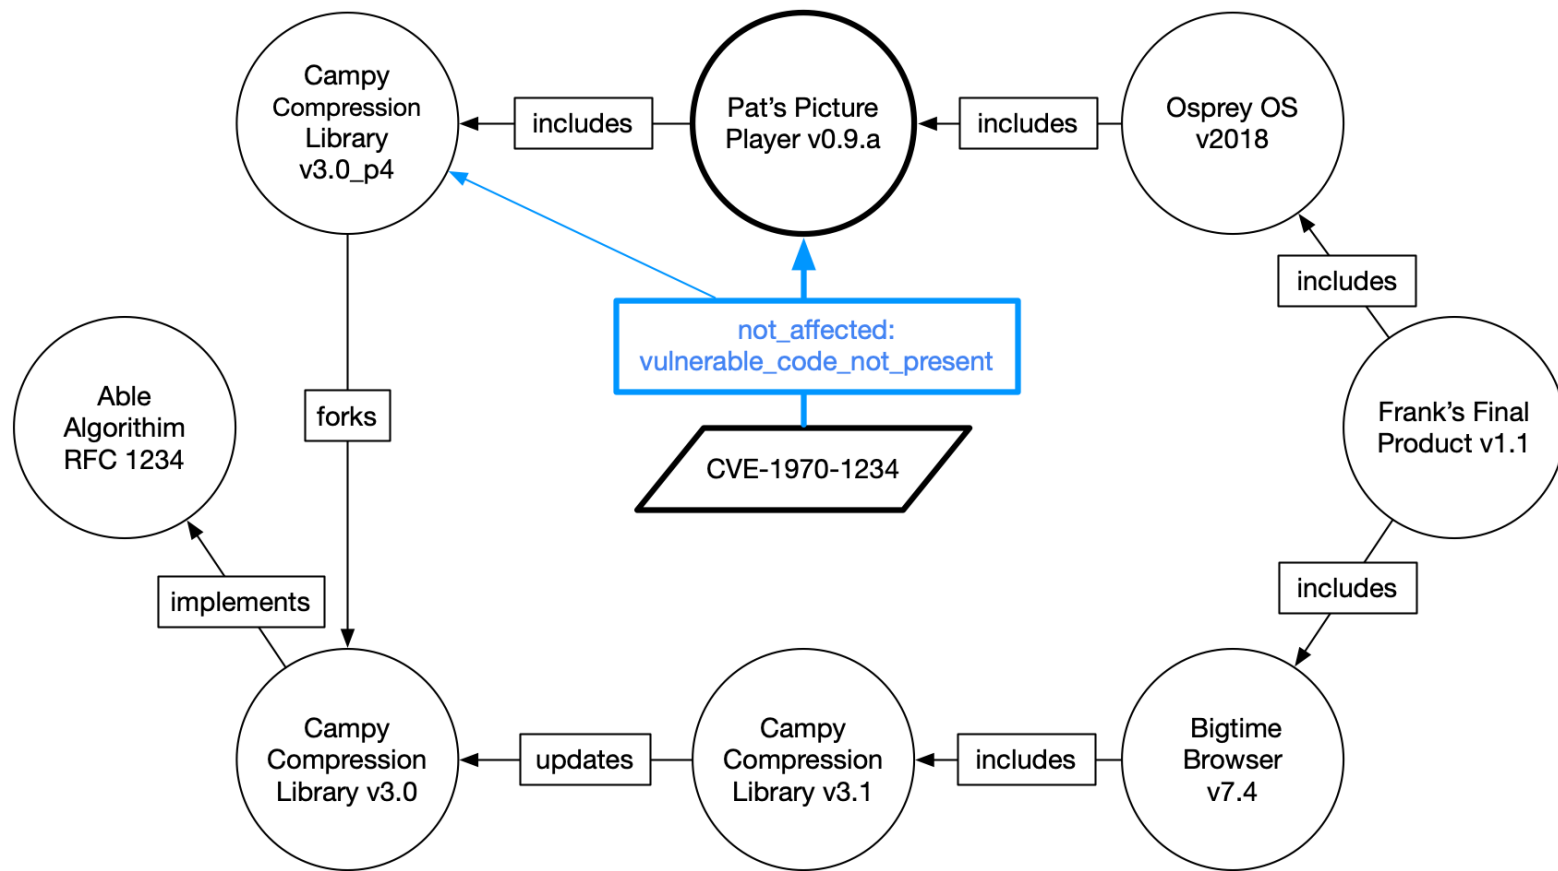 Campy
Compression
Library
v3.0_p4
includes
Pat's Picture
Player v0.9.a
includes
Osprey OS
v2018
includes
not_affected:
vulnerable_code_not_present
Able
Algorithim
RFC 1234
forks
Frank's Final
Product v1.1
CVE-1970-1234
implements
includes
Campy
Compression
Library v3.0
updates
Campy
Compression
Library v3.1
includes
Bigtime
Browser
v7.4